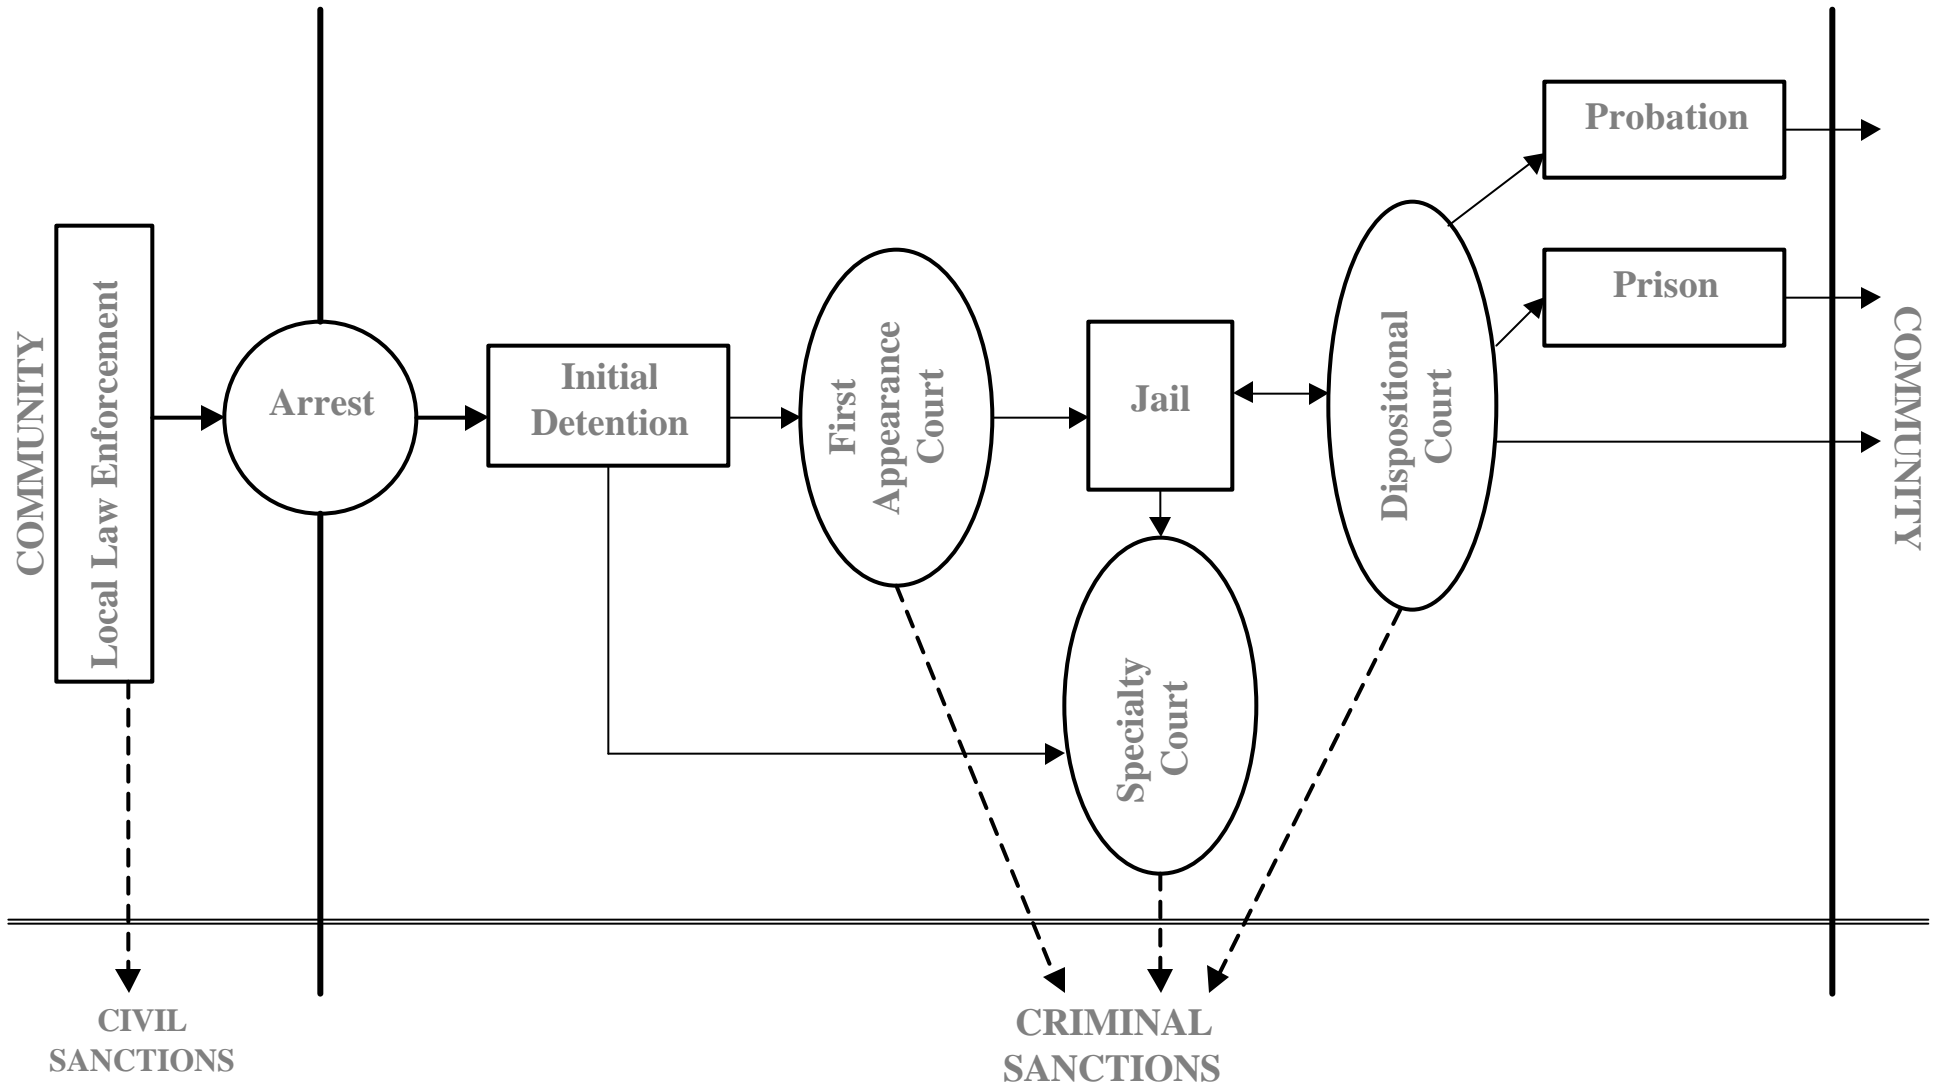 COMMUNITY
Local Law Enforcement
Arrest
Initial
Detention
First
Appearance
Court
Jail
Specialty
Court
Dispositional
Court
Probation
Prison
COMMUNITY
CIVIL
SANCTIONS
CRIMINAL
SANCTIONS